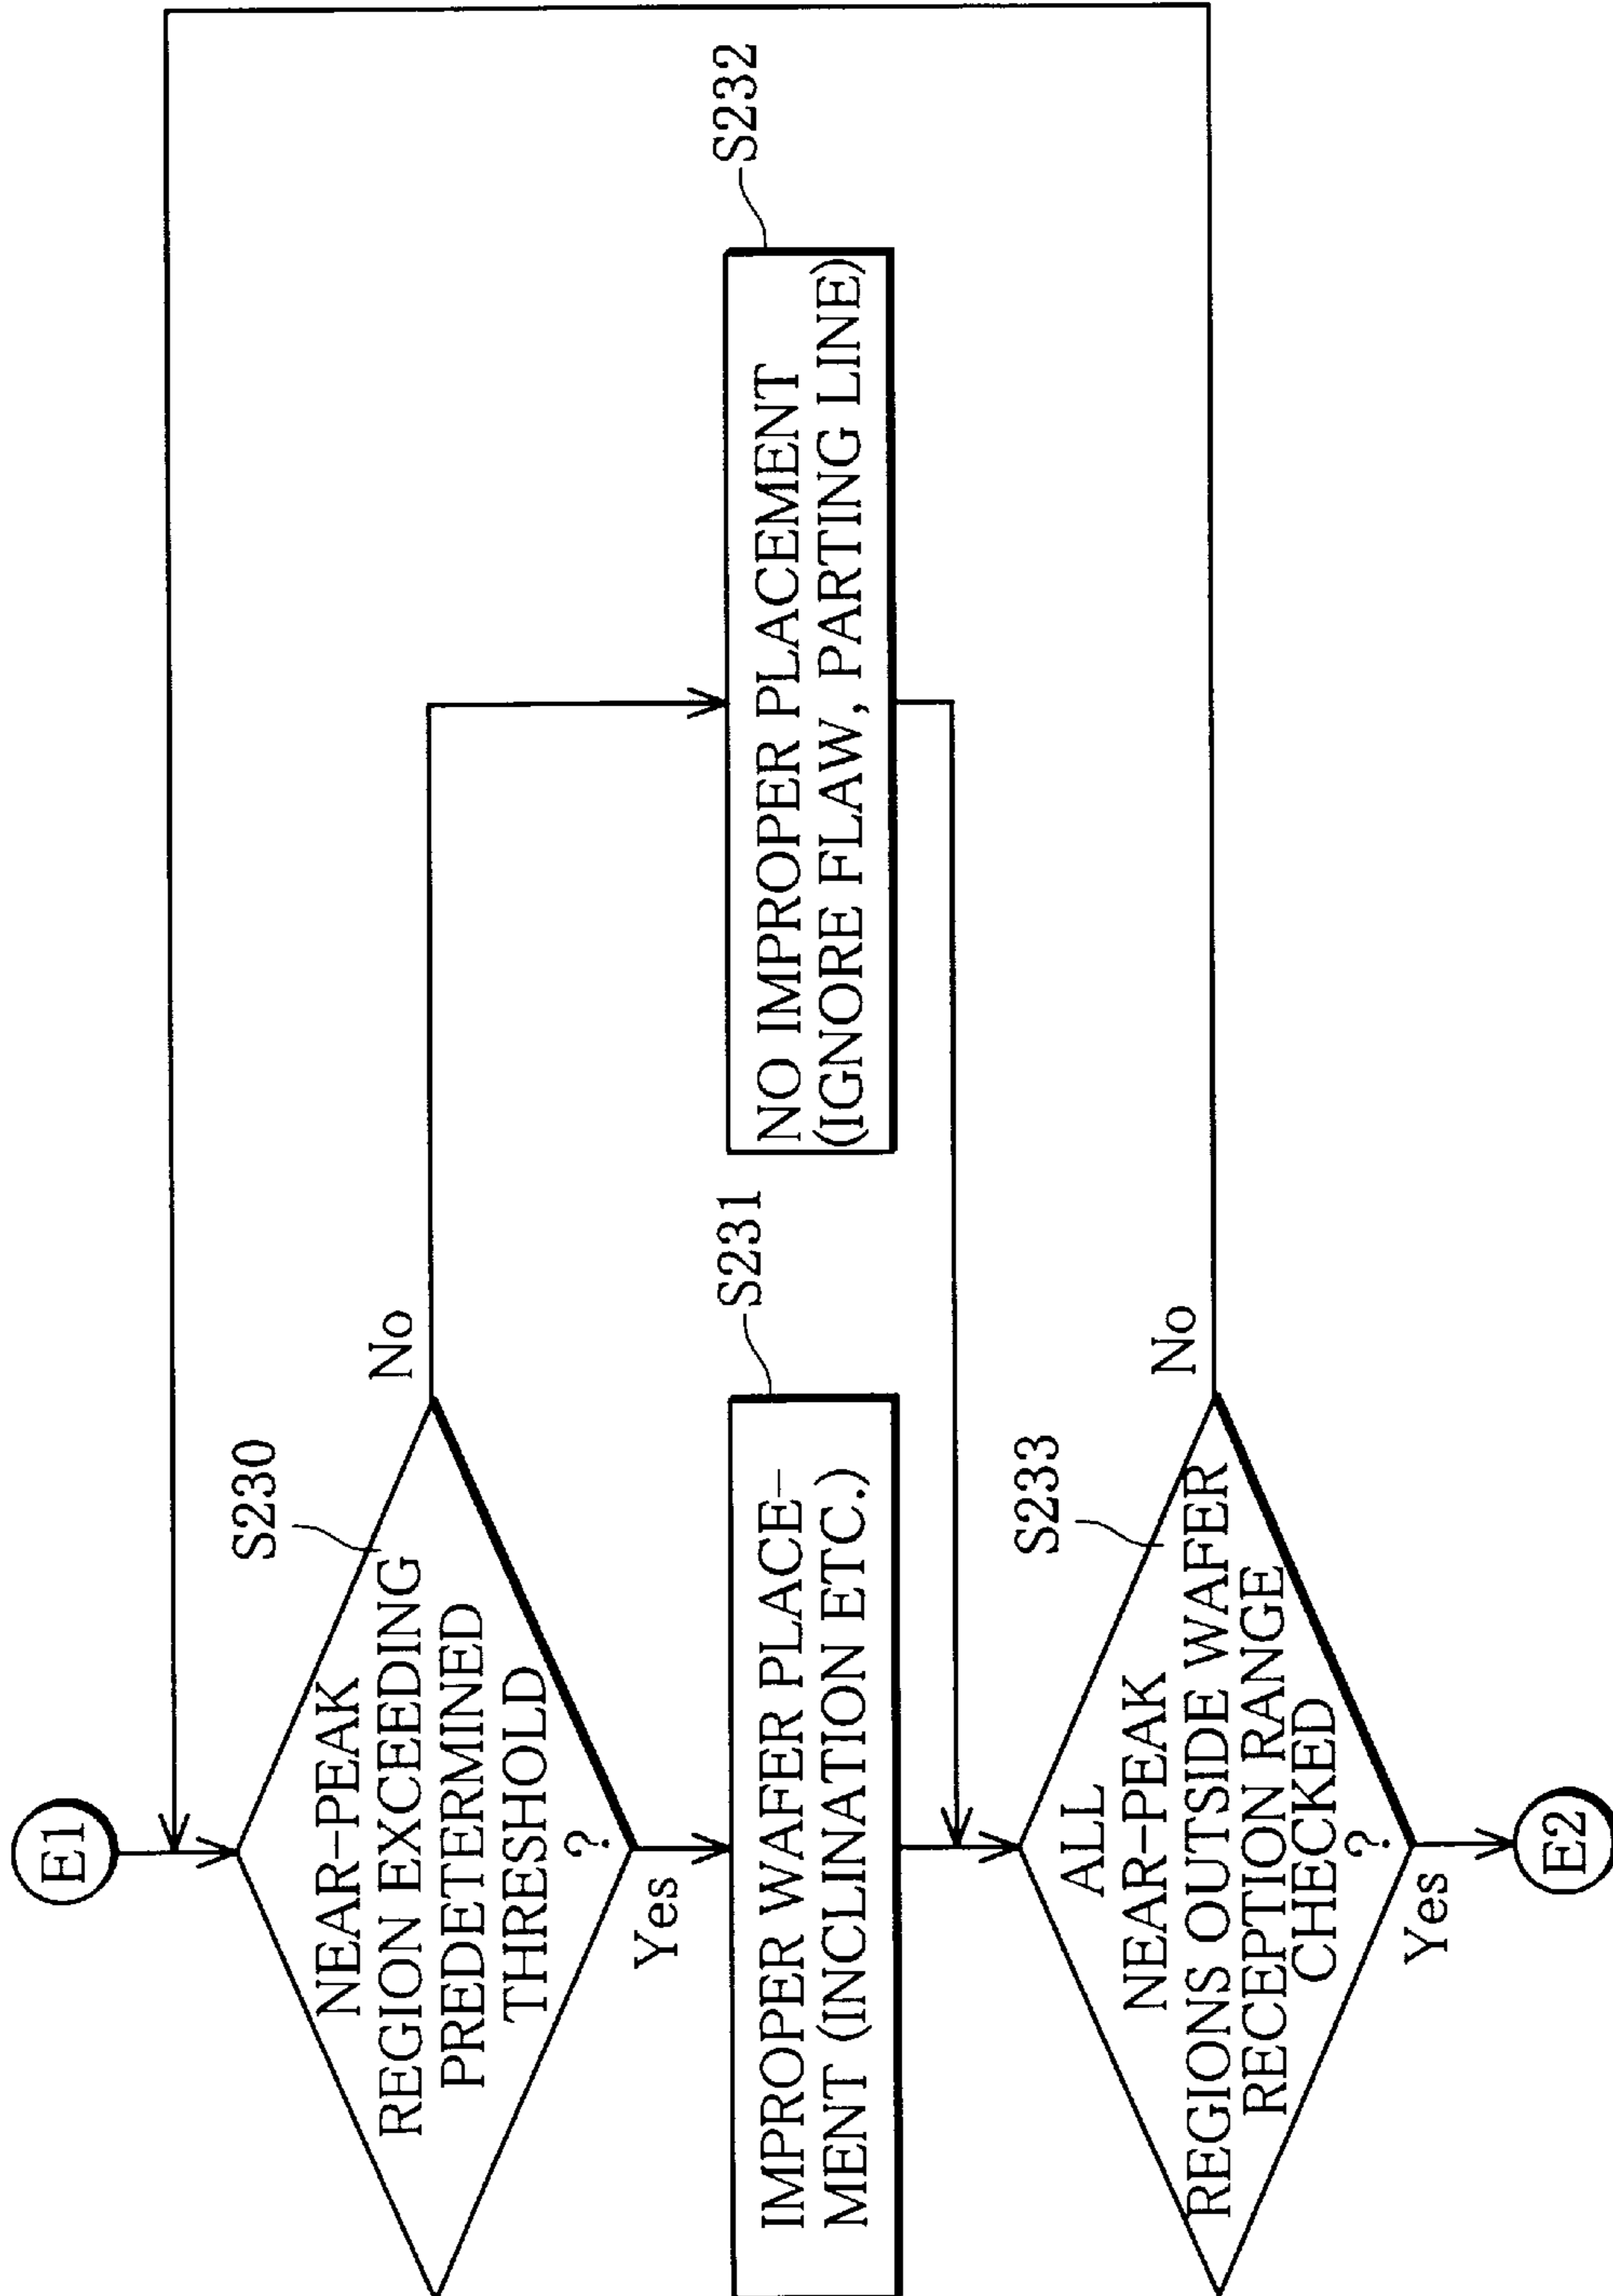 E1
S230
NEAR-PEAK
REGION EXCEEDING
PREDETERMINED
THRESHOLD
?
No
Yes
S231
IMPROPER WAFER PLACE-
MENT (INCLINATION ETC.)
S232
NO IMPROPER PLACEMENT
(IGNORE FLAW, PARTING LINE)
S233
ALL
NEAR-PEAK
REGIONS OUTSIDE WAFER
RECEPTION RANGE
CHECKED
?
No
Yes
E2